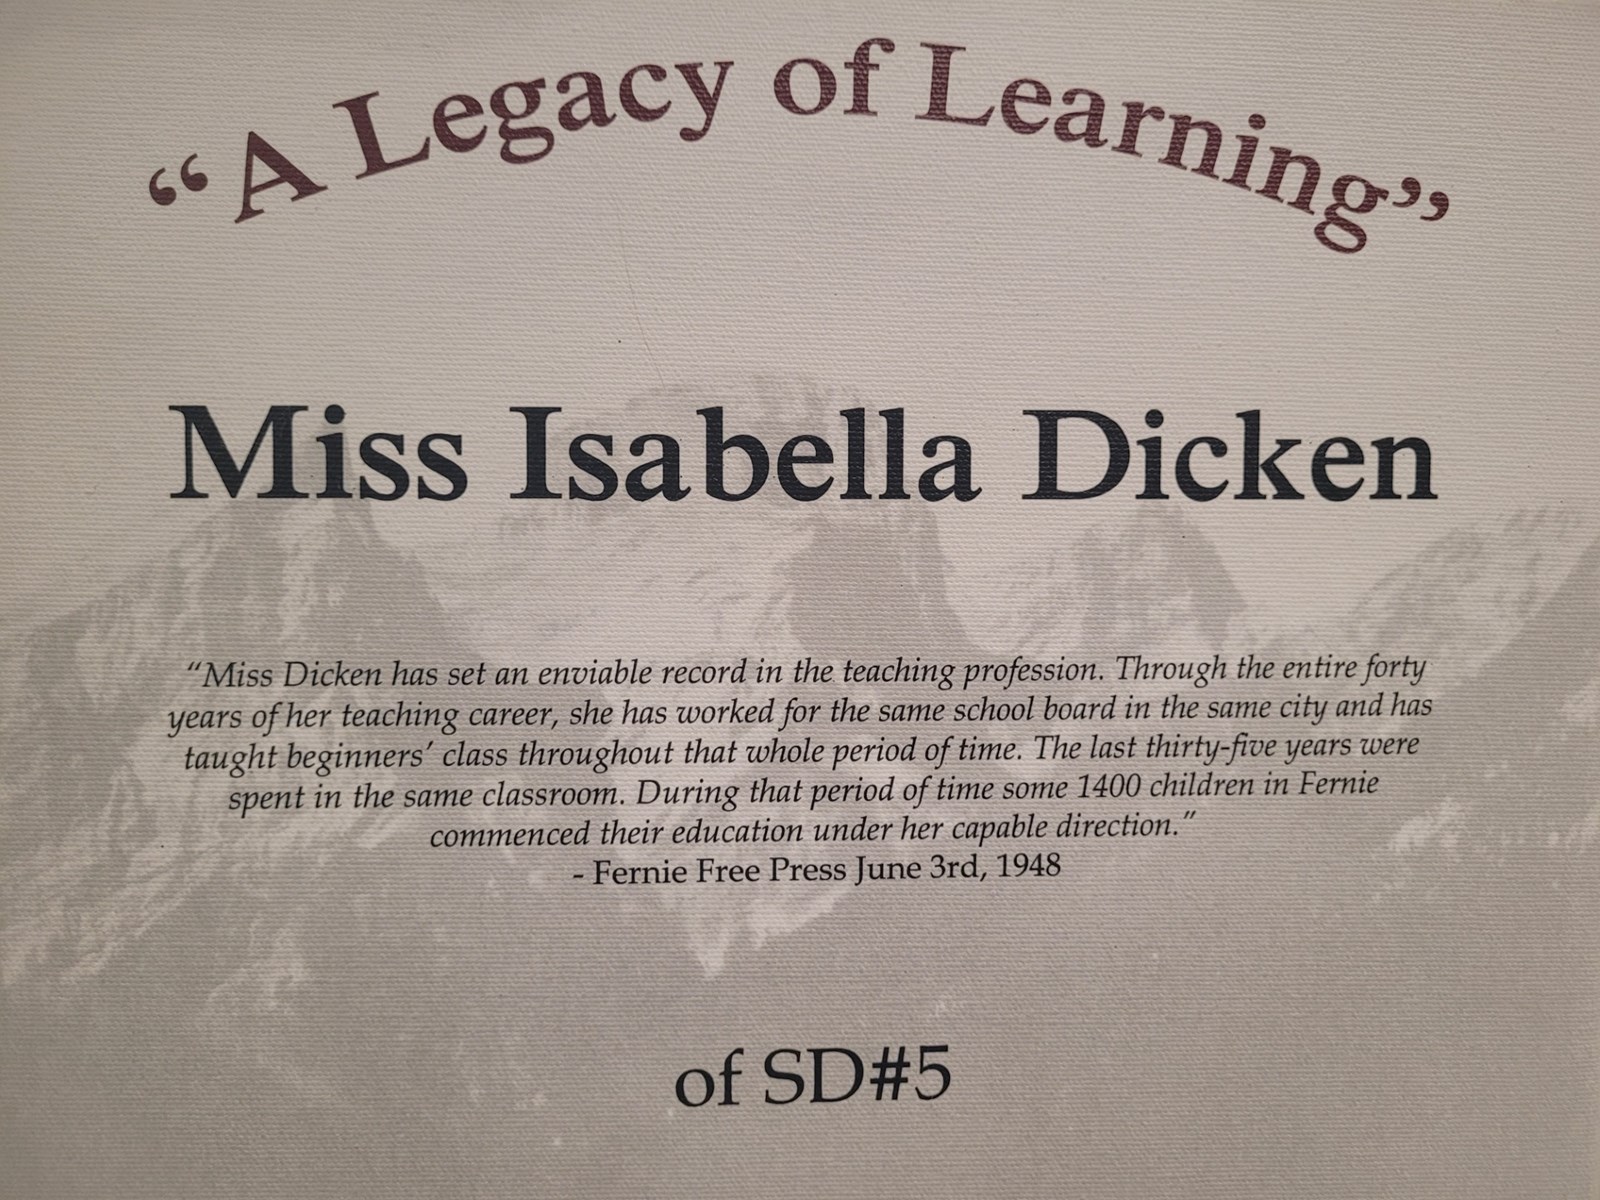 “A Legacy of Learning”
Miss Isabella Dicken
“Miss Dicken has set an enviable record in the teaching profession. Through the entire forty
years of her teaching career, she has worked for the same school board in the same city and has
taught beginners’ class throughout that whole period of time. The last thirty-five years were
spent in the same classroom. During that period of time some 1400 children in Fernie
commenced their education under her capable direction.”
- Fernie Free Press June 3rd, 1948
of SD#5